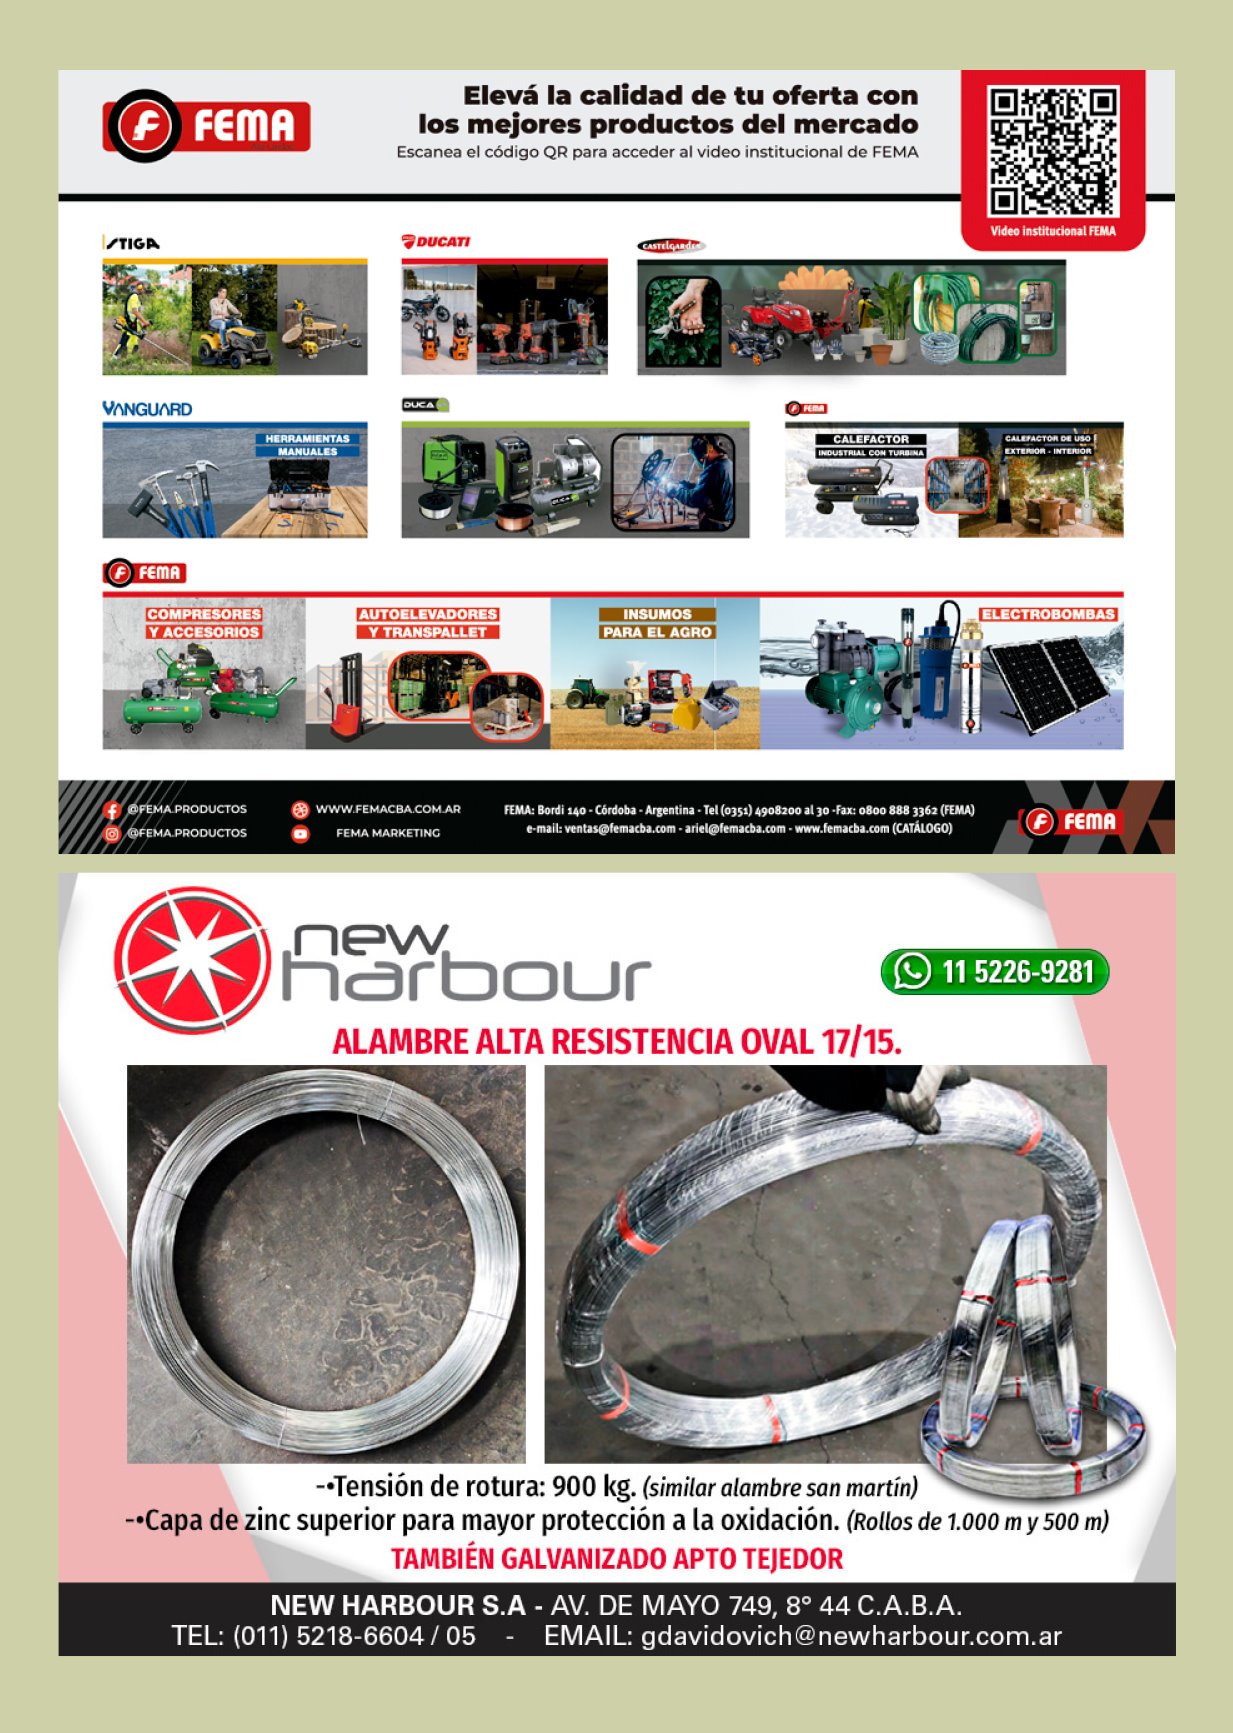 FEMA
Elevá la calidad de tu oferta con
los mejores productos del mercado
Escanea el código QR para acceder al video institucional de FEMA
Video institucional FEMA
STIGA
DUCATI
CASTELGARDEN
VANGUARD
HERRAMIENTAS
MANUALES
DUCA
FEMA
CALEFACTOR
INDUSTRIAL CON TURBINA
CALEFACTOR DE USO
EXTERIOR - INTERIOR
FEMA
COMPRESORES
Y ACCESORIOS
AUTOELEVADORES
Y TRANSPALLET
INSUMOS
PARA EL AGRO
ELECTROBOMBAS
@FEMA.PRODUCTOS
WWW.FEMACBA.COM.AR
@FEMA.PRODUCTOS
FEMA MARKETING
FEMA: Bordi 140 - Córdoba - Argentina - Tel (0351) 4908200 al 30 -Fax: 0800 888 3362 (FEMA)
e-mail: ventas@femacba.com - ariel@femacba.com - www.femacba.com (CATÁLOGO)
FEMA
new
harbour
11 5226-9281
ALAMBRE ALTA RESISTENCIA OVAL 17/15.
-•Tensión de rotura: 900 kg. (similar alambre san martín)
-•Capa de zinc superior para mayor protección a la oxidación. (Rollos de 1.000 m y 500 m)
TAMBIÉN GALVANIZADO APTO TEJEDOR
NEW HARBOUR S.A - AV. DE MAYO 749, 8° 44 C.A.B.A.
TEL: (011) 5218-6604 / 05 - EMAIL: gdavidovich@newharbour.com.ar